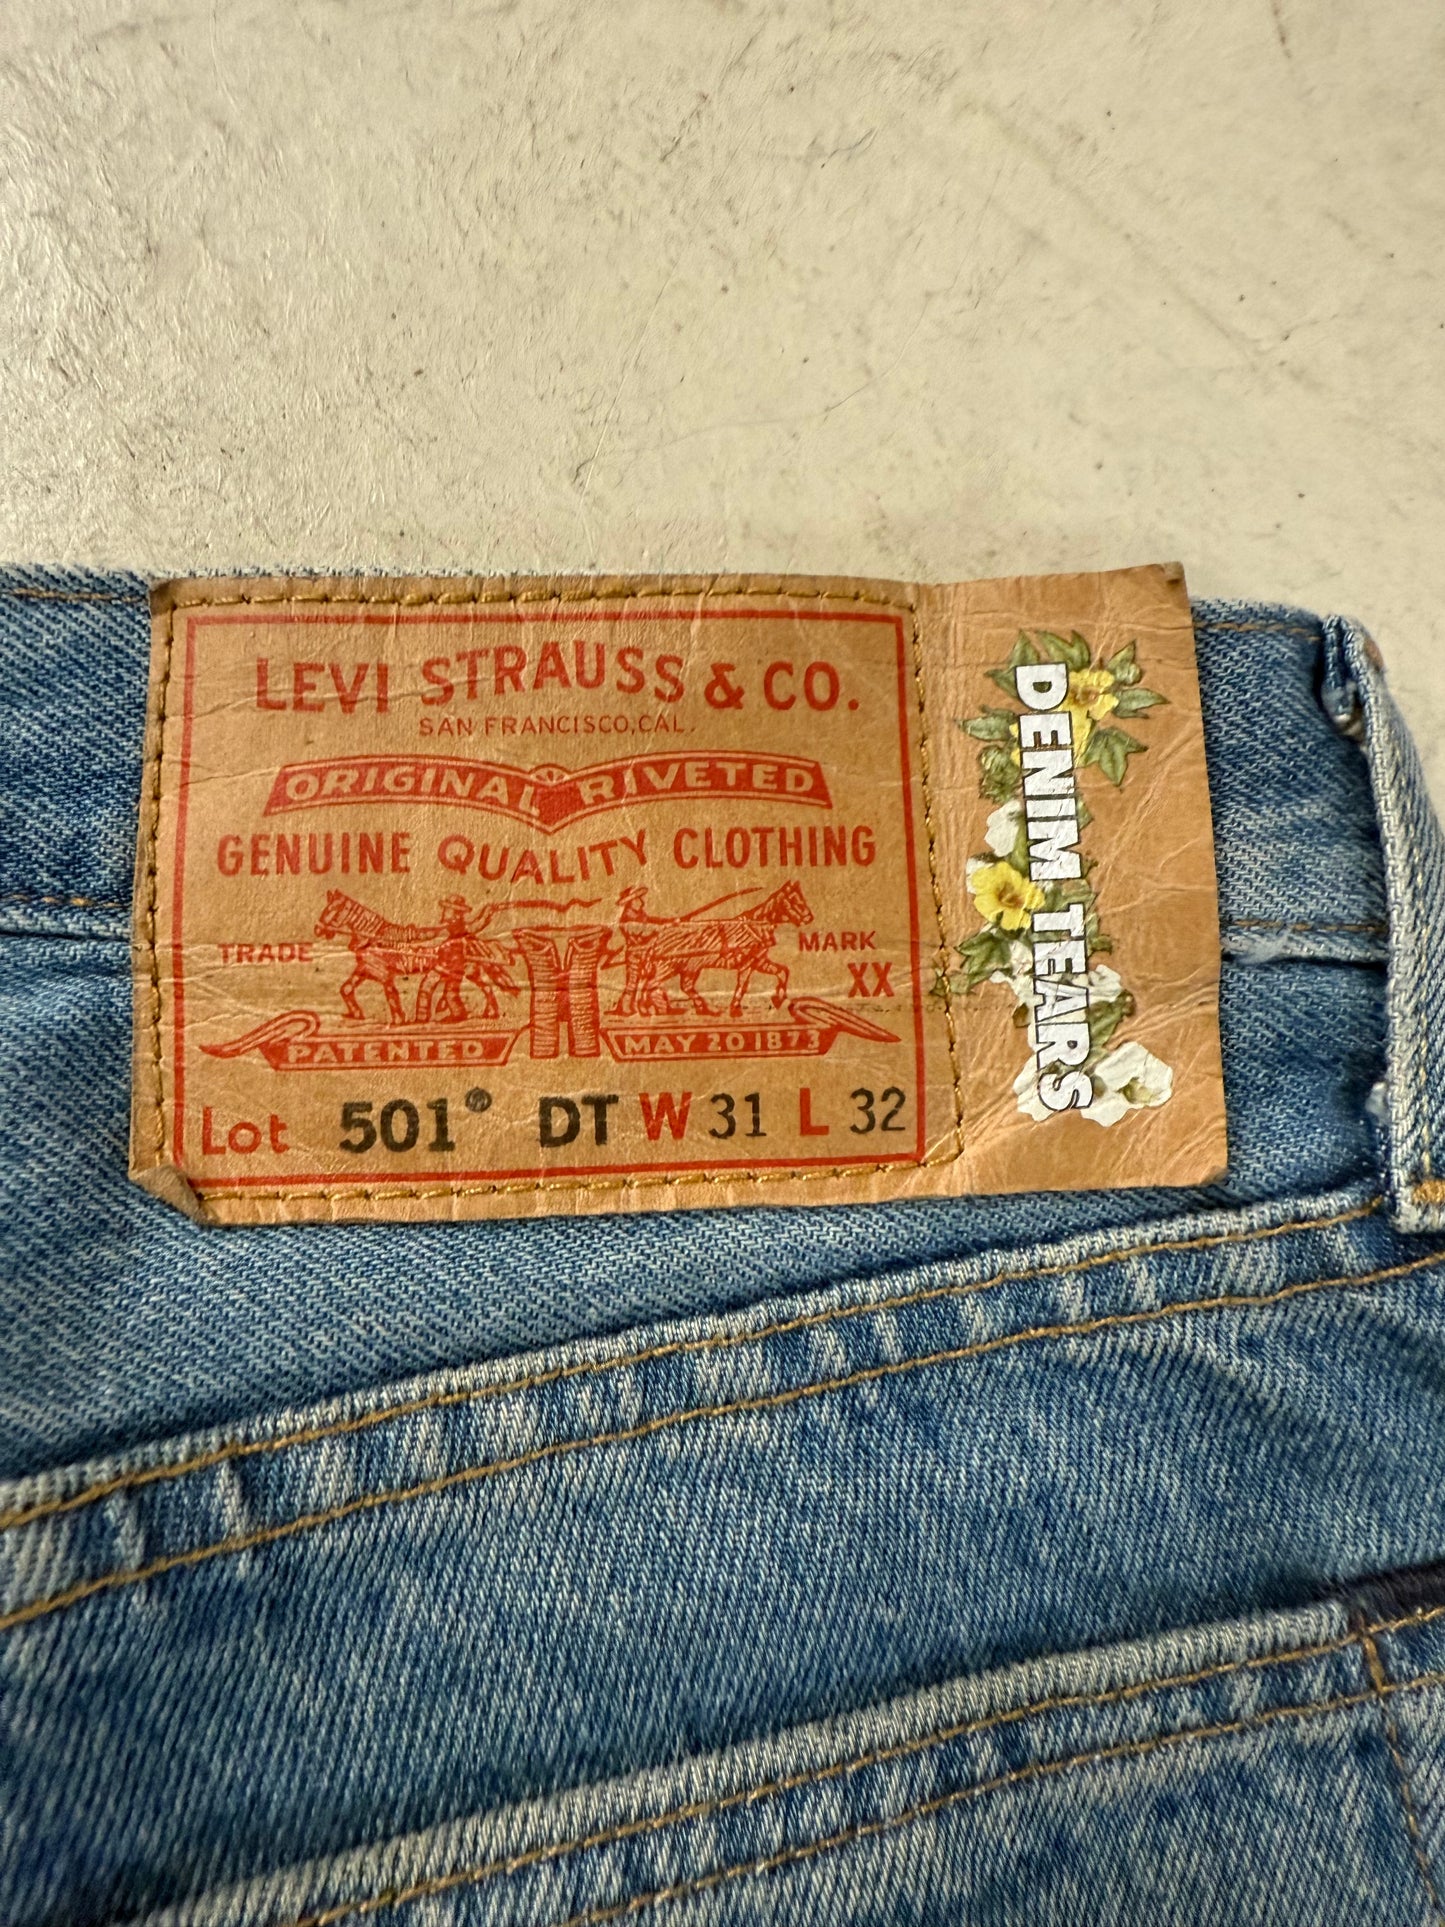 LEVI STRAUSS & CO.
SAN FRANCISCO, CAL.
ORIGINAL RIVETED
GENUINE QUALITY CLOTHING
TRADE MARK
XX
PATENTED MAY 20 1873
Lot 501® DT W 31 L 32
DENIM TEARS